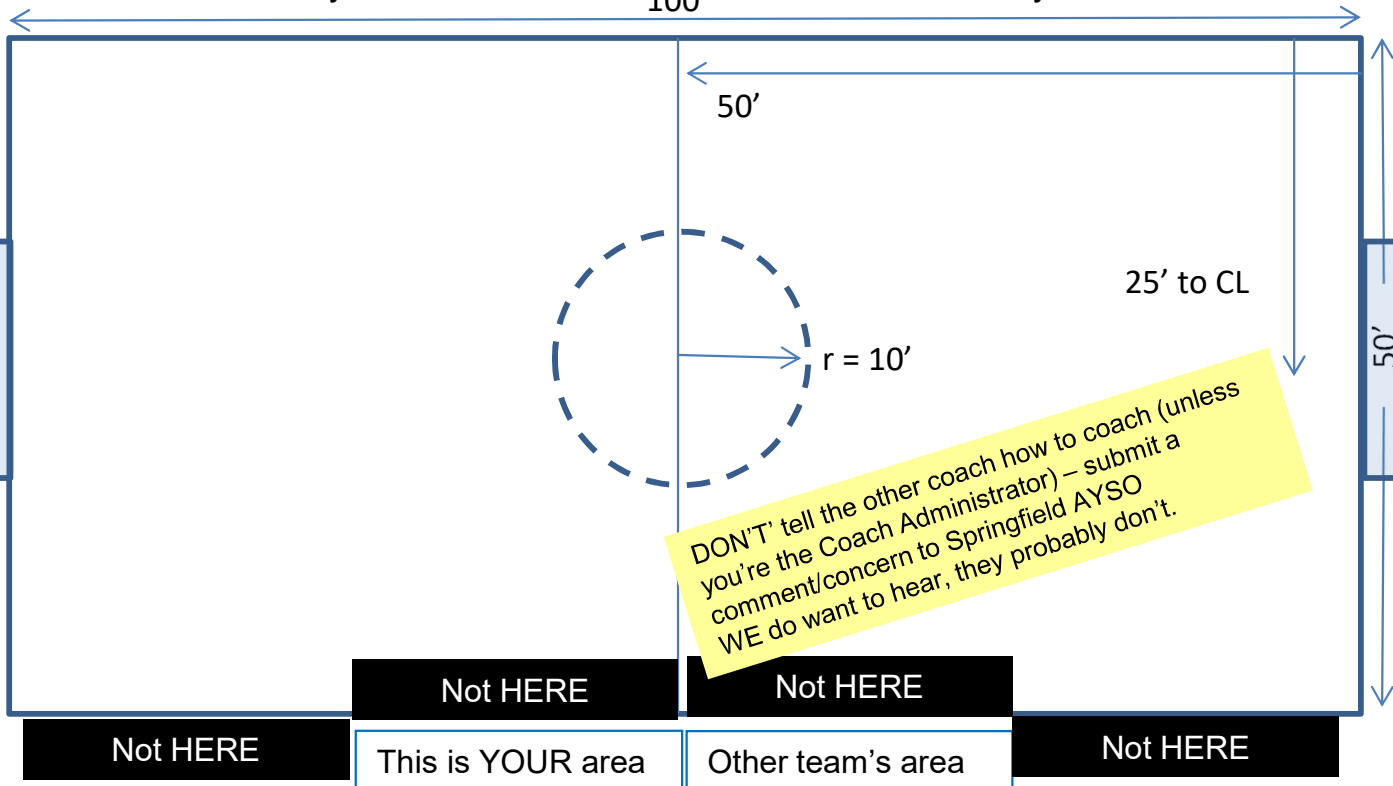 100
50’
25’ to CL
50’
r = 10’
DON’T’ tell the other coach how to coach (unless
you’re the Coach Administrator) – submit a
comment/concern to Springfield AYSO
WE do want to hear, they probably don’t.
Not HERE
Not HERE
Not HERE
This is YOUR area
Other team’s area
Not HERE